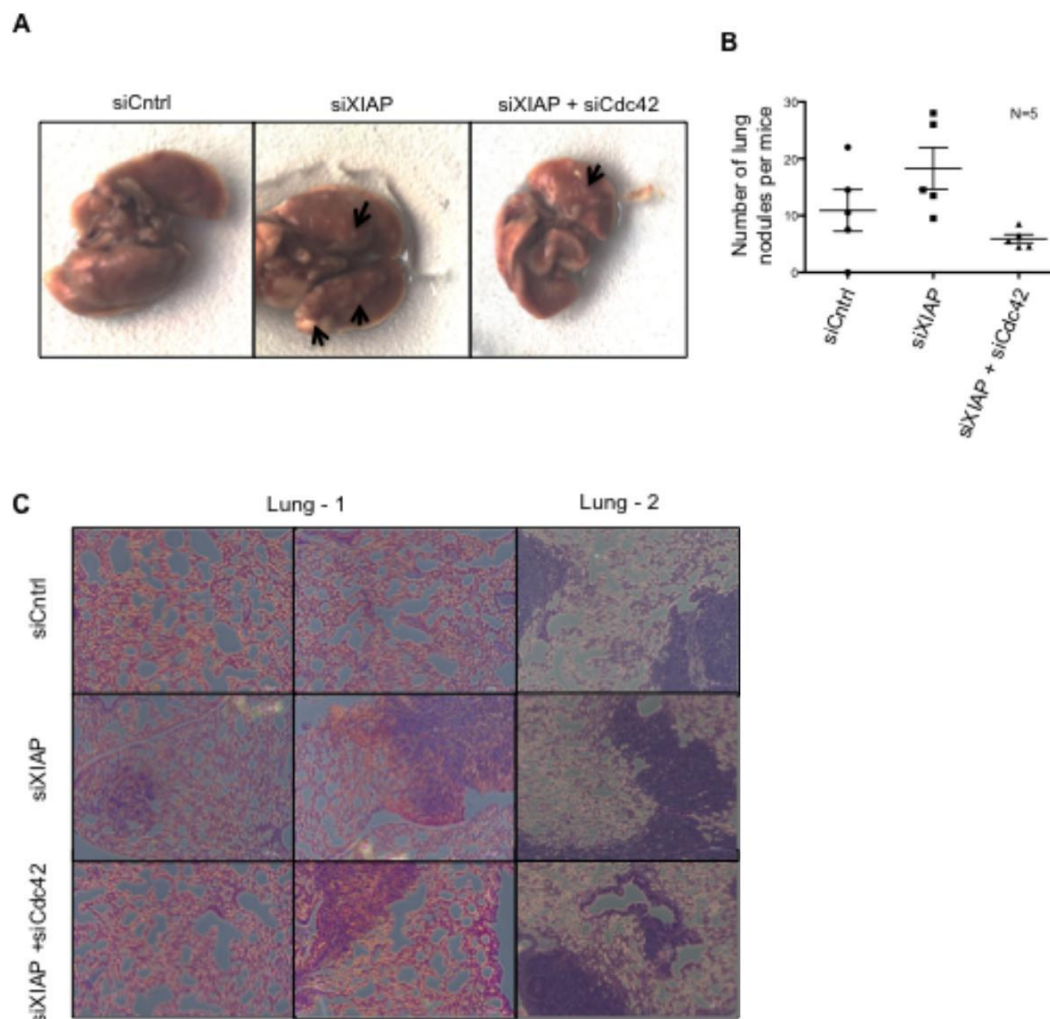 A
siCntrl
siXIAP
siXIAP + siCdc42
B
Number of lung
nodules per mice
30
20
10
0
N=5
siCntrl
siXIAP
siXIAP + siCdc42
C
Lung - 1
Lung - 2
siCntrl
siXIAP
siXIAP +siCdc42